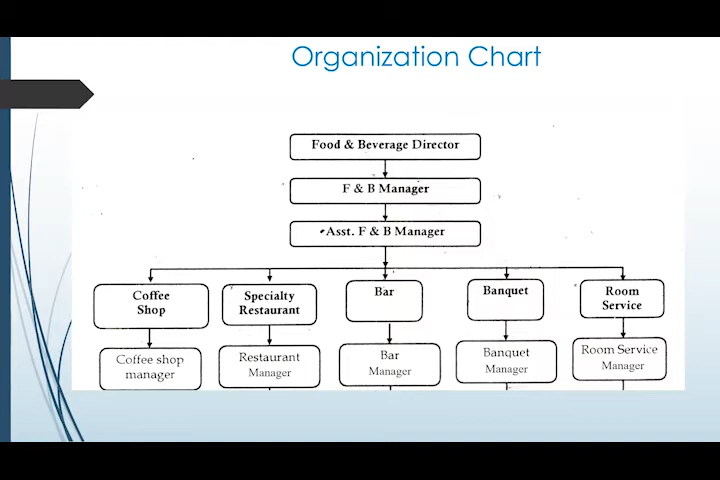 Organization Chart
Food & Beverage Director
F & B Manager
Asst. F & B Manager
Coffee
Shop
Specialty
Restaurant
Bar
Banquet
Room
Service
Coffee shop
manager
Restaurant
Manager
Bar
Manager
Banquet
Manager
Room Service
Manager